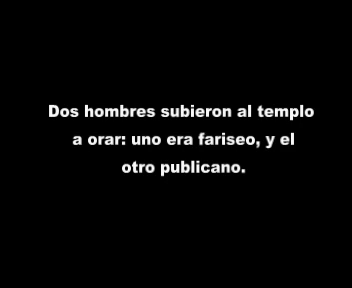 Dos hombres subieron al templo
a orar: uno era fariseo, y el
otro publicano.